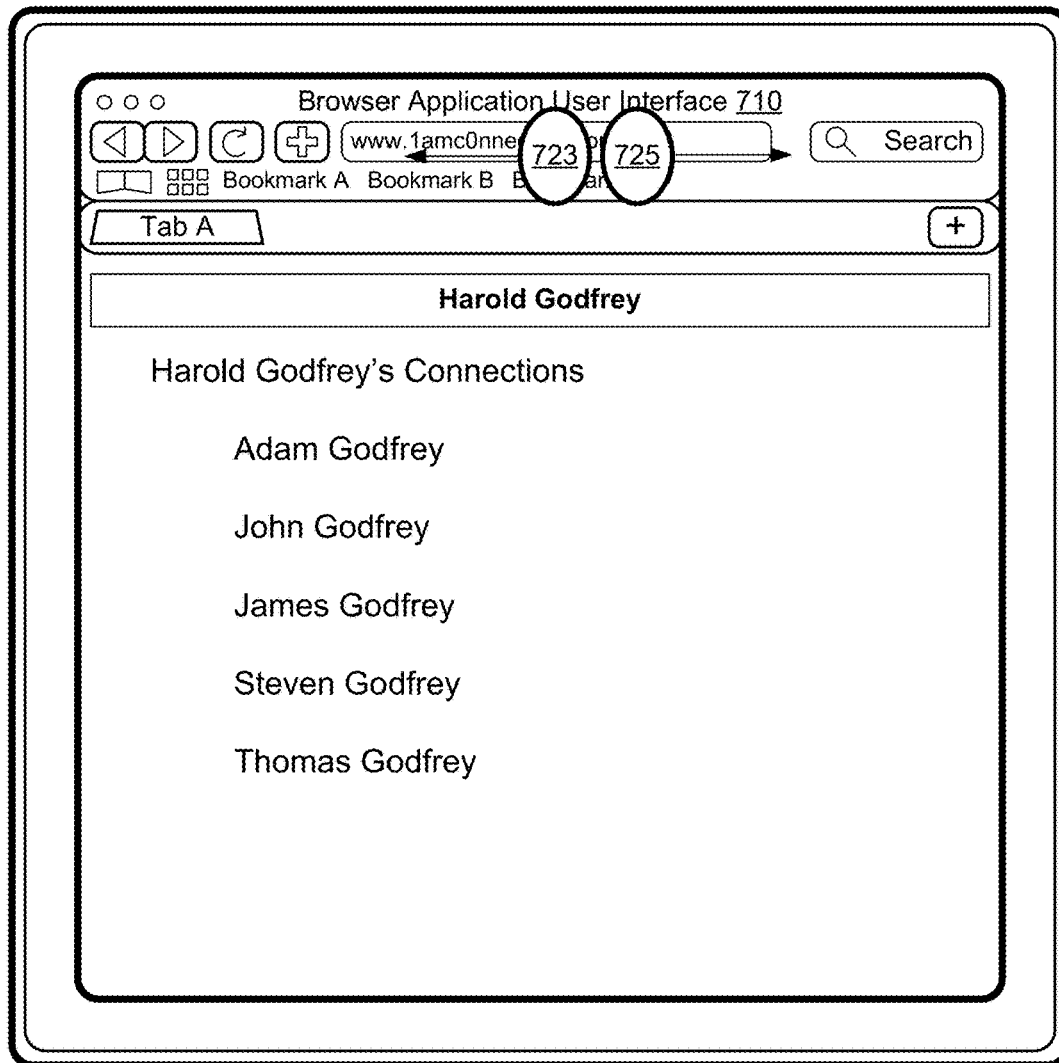 Browser Application User Interface 710
www.1amc0nne
723
725
Search
Bookmark A Bookmark B
Tab A
+
Harold Godfrey
Harold Godfrey's Connections
Adam Godfrey
John Godfrey
James Godfrey
Steven Godfrey
Thomas Godfrey